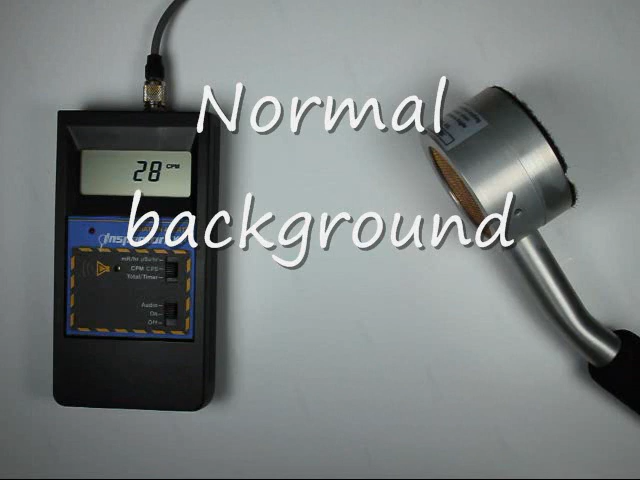 Normal
28 CPM
background
mR/hr µSv/hr
CPM CPS
Total/Timer
Audio
On
Off